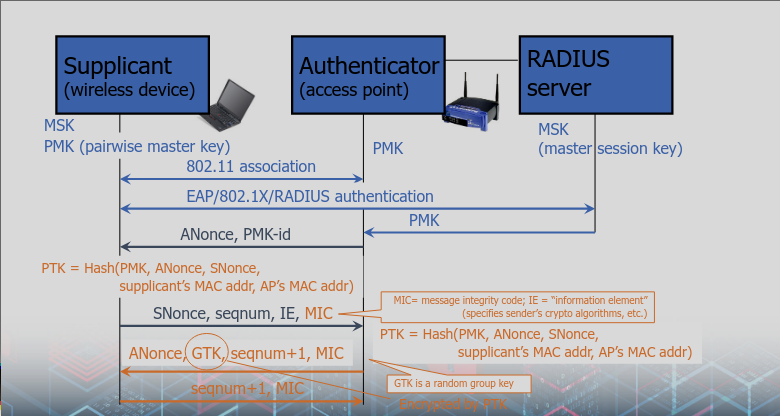 Supplicant
(wireless device)
Authenticator
(access point)
RADIUS
server
MSK
PMK (pairwise master key)
PMK
MSK
(master session key)
802.11 association
EAP/802.1X/RADIUS authentication
PMK
ANonce, PMK-id
PTK = Hash(PMK, ANonce, SNonce,
supplicant's MAC addr, AP's MAC addr)
MIC= message integrity code; IE = "information element"
(specifies sender's crypto algorithms, etc.)
SNonce, seqnum, IE, MIC
PTK = Hash(PMK, ANonce, SNonce,
supplicant's MAC addr, AP's MAC addr)
ANonce, GTK, seqnum+1, MIC
GTK is a random group key
seqnum+1, MIC
Encrypted by PTK